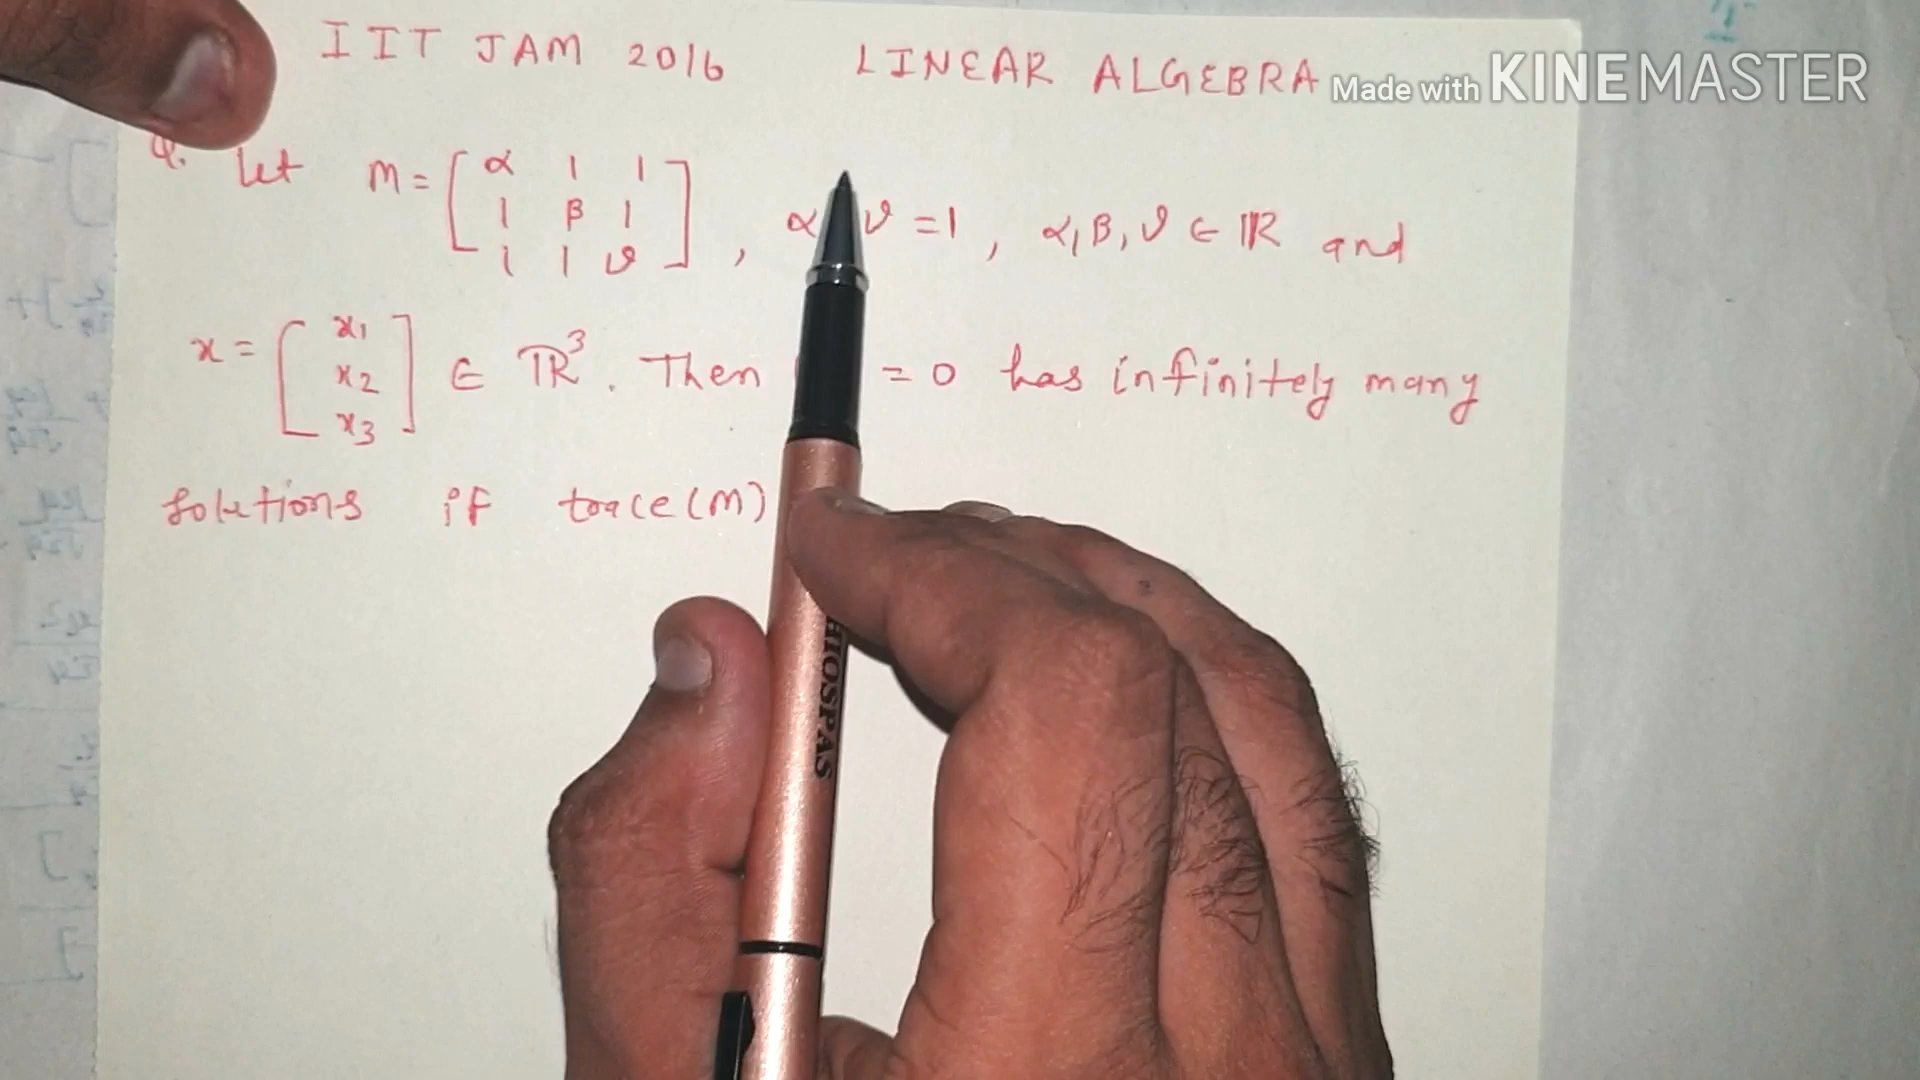 IIT JAM 2016 LINEAR ALGEBRA
Made with KINEMASTER
Q. Let M = [ α 1 1
1 β 1
1 1 ϑ ] , α ϑ = 1 , α, β, ϑ ∈ ℝ and
x = [ x1
x2
x3 ] ∈ ℝ³ . Then = 0 has infinitely many
solutions if trace (M)
HIOSPAS